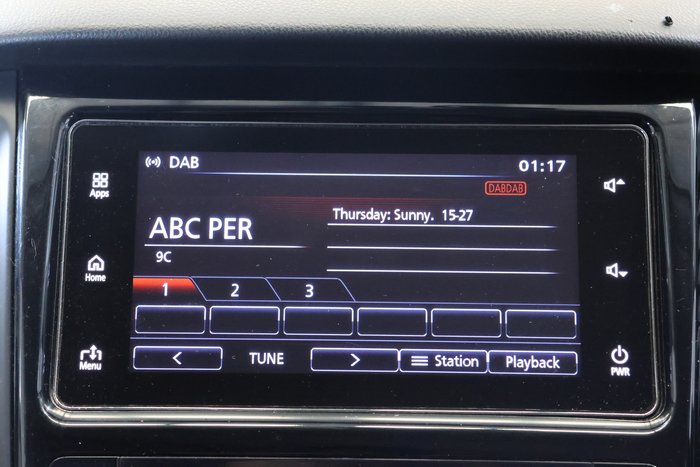 DAB 01:17
DABDAB
Apps
Thursday: Sunny. 15-27
ABC PER
9C
Home
1 2 3
Menu
< TUNE > Station Playback
PWR